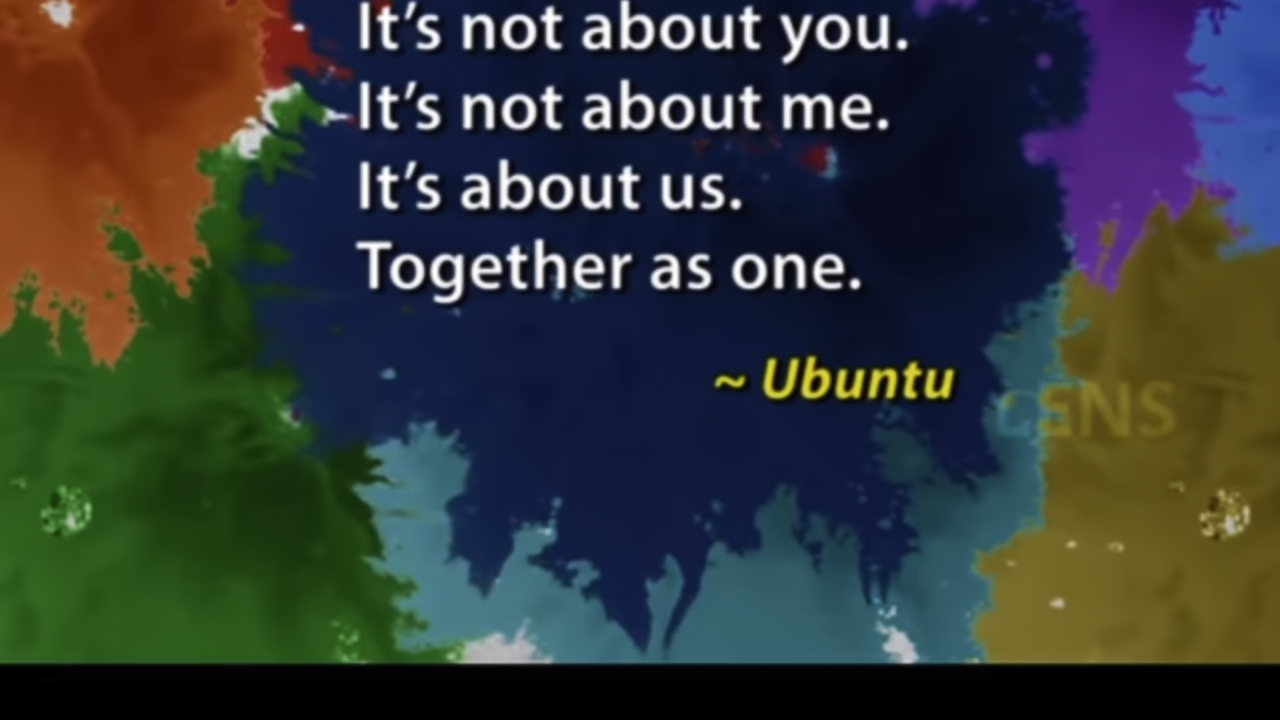 It's not about you.
It's not about me.
It's about us.
Together as one.
~ Ubuntu